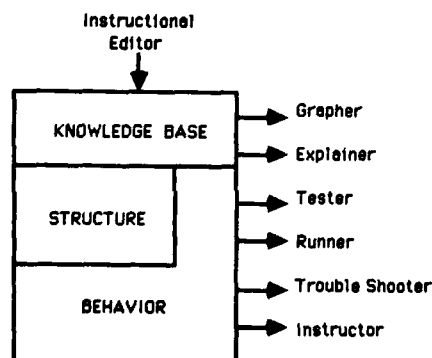 Instructional
Editor
KNOWLEDGE BASE
Grapher
Explainer
STRUCTURE
Tester
Runner
BEHAVIOR
Trouble Shooter
Instructor